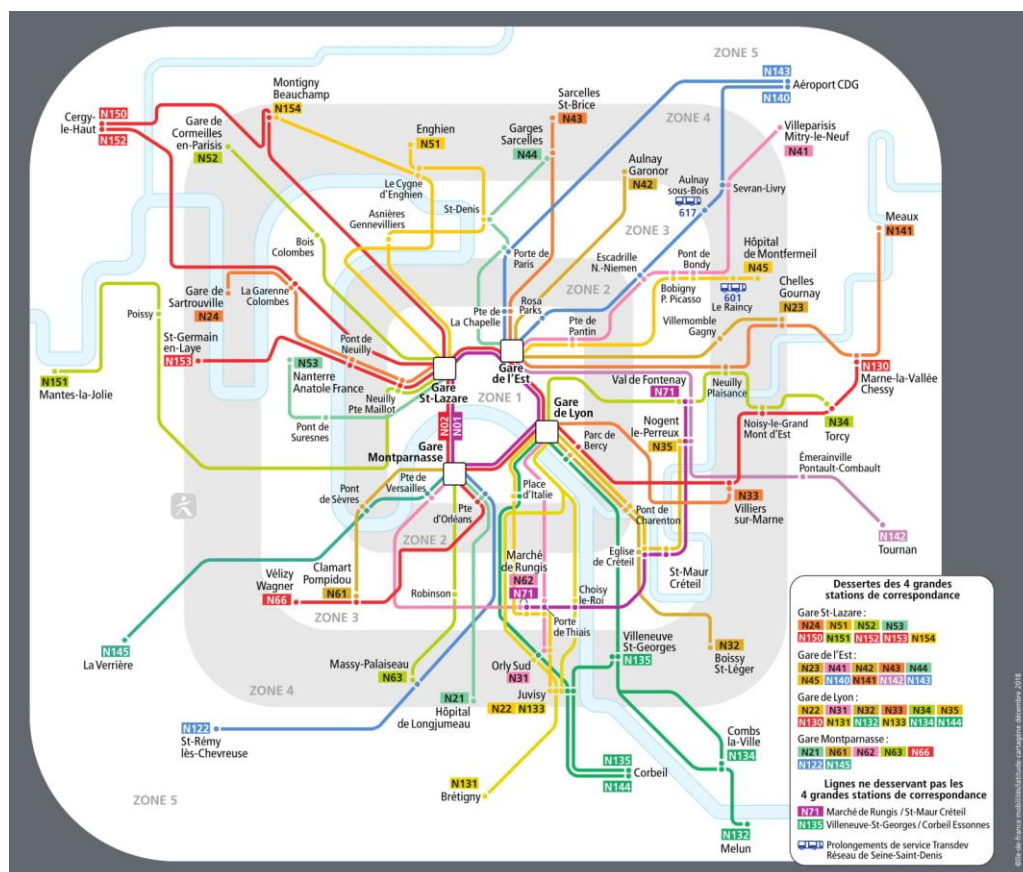 ZONE 5
N143
N140
Aéroport CDG
Montigny
Beauchamp
N154
Sarcelles
St-Brice
N43
N150
Cergy-
le-Haut
N152
Gare de
Cormeilles
en-Parisis
N52
Enghien
N51
Garges
Sarcelles
N44
ZONE 4
Villeparisis
Mitry-le-Neuf
N41
Aulnay
Garonor
N42
Le Cygne
d'Enghien
Aulnay
sous-Bois
617
Sevran-Livry
Asnières
Gennevilliers
St-Denis
Meaux
N141
ZONE 3
Bois
Colombes
Porte de
Paris
Escadrille
N.-Niemen
Pont de
Bondy
Hôpital
de Montfermeil
N45
ZONE 2
Bobigny
P. Picasso
601
Le Raincy
Chelles
Gournay
N23
Gare de
Sartrouville
N24
La Garenne
Colombes
Poissy
Pte de
La Chapelle
Rosa
Parks
Pte de
Pantin
Villemomble
Gagny
St-Germain
en-Laye
N153
Pont de
Neuilly
N53
Nanterre
Anatole France
Gare
de l'Est
N130
Marne-la-Vallée
Chessy
N151
Mantes-la-Jolie
Neuilly
Pte Maillot
Gare
St-Lazare
ZONE 1
Val de Fontenay
N71
Neuilly
Plaisance
Gare
de Lyon
Pont de
Suresnes
N02
N01
Nogent
le-Perreux
N35
Noisy-le-Grand
Mont d'Est
N34
Torcy
Gare
Montparnasse
Parc de
Bercy
Émerainville
Pontault-Combault
Pte de
Versailles
Pont
de Sèvres
Place
d'Italie
N33
Villiers
sur-Marne
Pte
d'Orléans
Pont de
Charenton
N142
Tournan
ZONE 2
Marché
de Rungis
N62
N71
Eglise
de Créteil
St-Maur
Créteil
Vélizy
Wagner
N66
Clamart
Pompidou
N61
Robinson
Choisy
le-Roi
ZONE 3
Porte
de Thiais
N145
La Verrière
Villeneuve
St-Georges
N135
N32
Boissy
St-Léger
Massy-Palaiseau
N63
Orly Sud
N31
ZONE 4
N21
Hôpital
de Longjumeau
Juvisy
N22 N133
N122
St-Rémy
lès-Chevreuse
Combs
la-Ville
N134
N135
N144
Corbeil
N131
Brétigny
ZONE 5
N132
Melun
Dessertes des 4 grandes
stations de correspondance
Gare St-Lazare :
N24 N51 N52 N53
N150 N151 N152 N153 N154
Gare de l'Est :
N23 N41 N42 N43 N44
N45 N140 N141 N142 N143
Gare de Lyon :
N22 N31 N32 N33 N34 N35
N130 N131 N132 N133 N134 N144
Gare Montparnasse :
N21 N61 N62 N63 N66
N122 N145
Lignes ne desservant pas les
4 grandes stations de correspondance
N71 Marché de Rungis / St-Maur Créteil
N135 Villeneuve-St-Georges / Corbeil Essonnes
Prolongements de service Transdev
Réseau de Seine-Saint-Denis
©île-de-france mobilités/latitude-cartagène décembre 2018